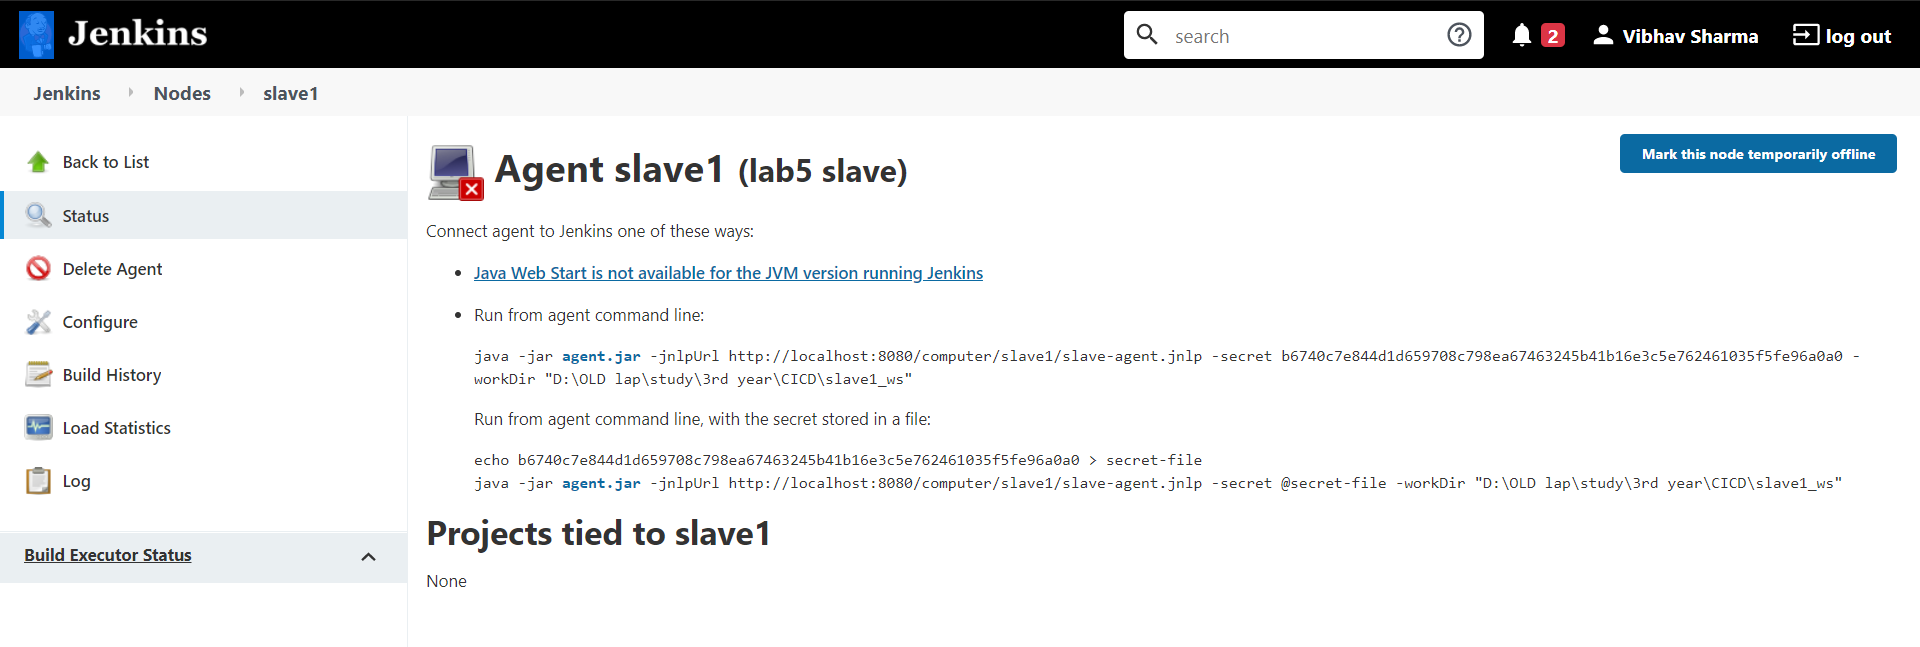 Jenkins
search
2
Vibhav Sharma
log out
Jenkins
Nodes
slave1
Back to List
Status
Delete Agent
Configure
Build History
Load Statistics
Log
Build Executor Status
Agent slave1 (lab5 slave)
Mark this node temporarily offline
Connect agent to Jenkins one of these ways:
Java Web Start is not available for the JVM version running Jenkins
Run from agent command line:
java -jar agent.jar -jnlpUrl http://localhost:8080/computer/slave1/slave-agent.jnlp -secret b6740c7e844d1d659708c798ea67463245b41b16e3c5e762461035f5fe96a0a0 -
workDir "D:\OLD lap\study\3rd year\CICD\slave1_ws"
Run from agent command line, with the secret stored in a file:
echo b6740c7e844d1d659708c798ea67463245b41b16e3c5e762461035f5fe96a0a0 > secret-file
java -jar agent.jar -jnlpUrl http://localhost:8080/computer/slave1/slave-agent.jnlp -secret @secret-file -workDir "D:\OLD lap\study\3rd year\CICD\slave1_ws"
Projects tied to slave1
None